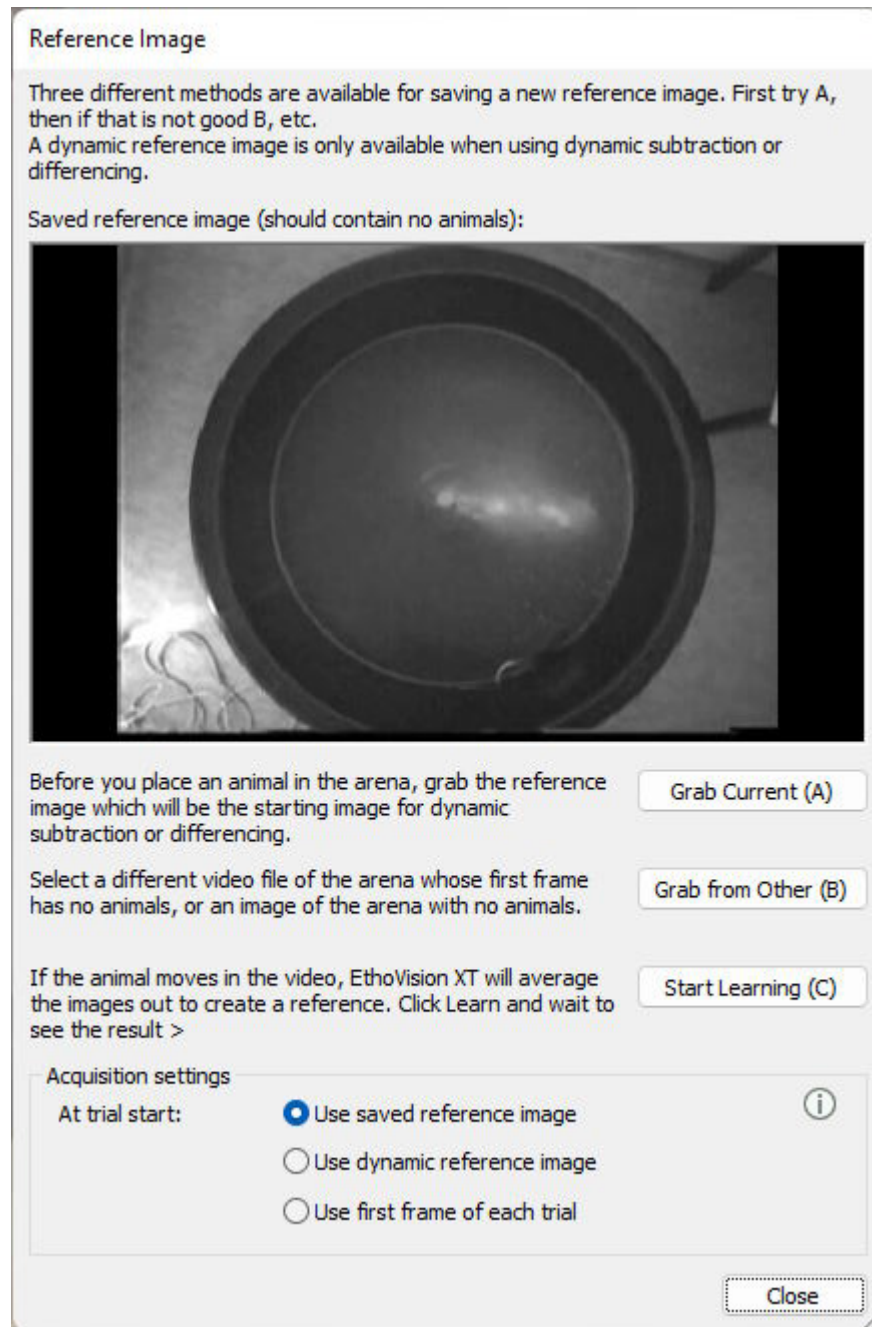 Reference Image
Three different methods are available for saving a new reference image. First try A,
then if that is not good B, etc.
A dynamic reference image is only available when using dynamic subtraction or
differencing.
Saved reference image (should contain no animals):
Before you place an animal in the arena, grab the reference
image which will be the starting image for dynamic
subtraction or differencing.
Grab Current (A)
Select a different video file of the arena whose first frame
has no animals, or an image of the arena with no animals.
Grab from Other (B)
If the animal moves in the video, EthoVision XT will average
the images out to create a reference. Click Learn and wait to
see the result >
Start Learning (C)
Acquisition settings
At trial start:
Use saved reference image
Use dynamic reference image
Use first frame of each trial
Close